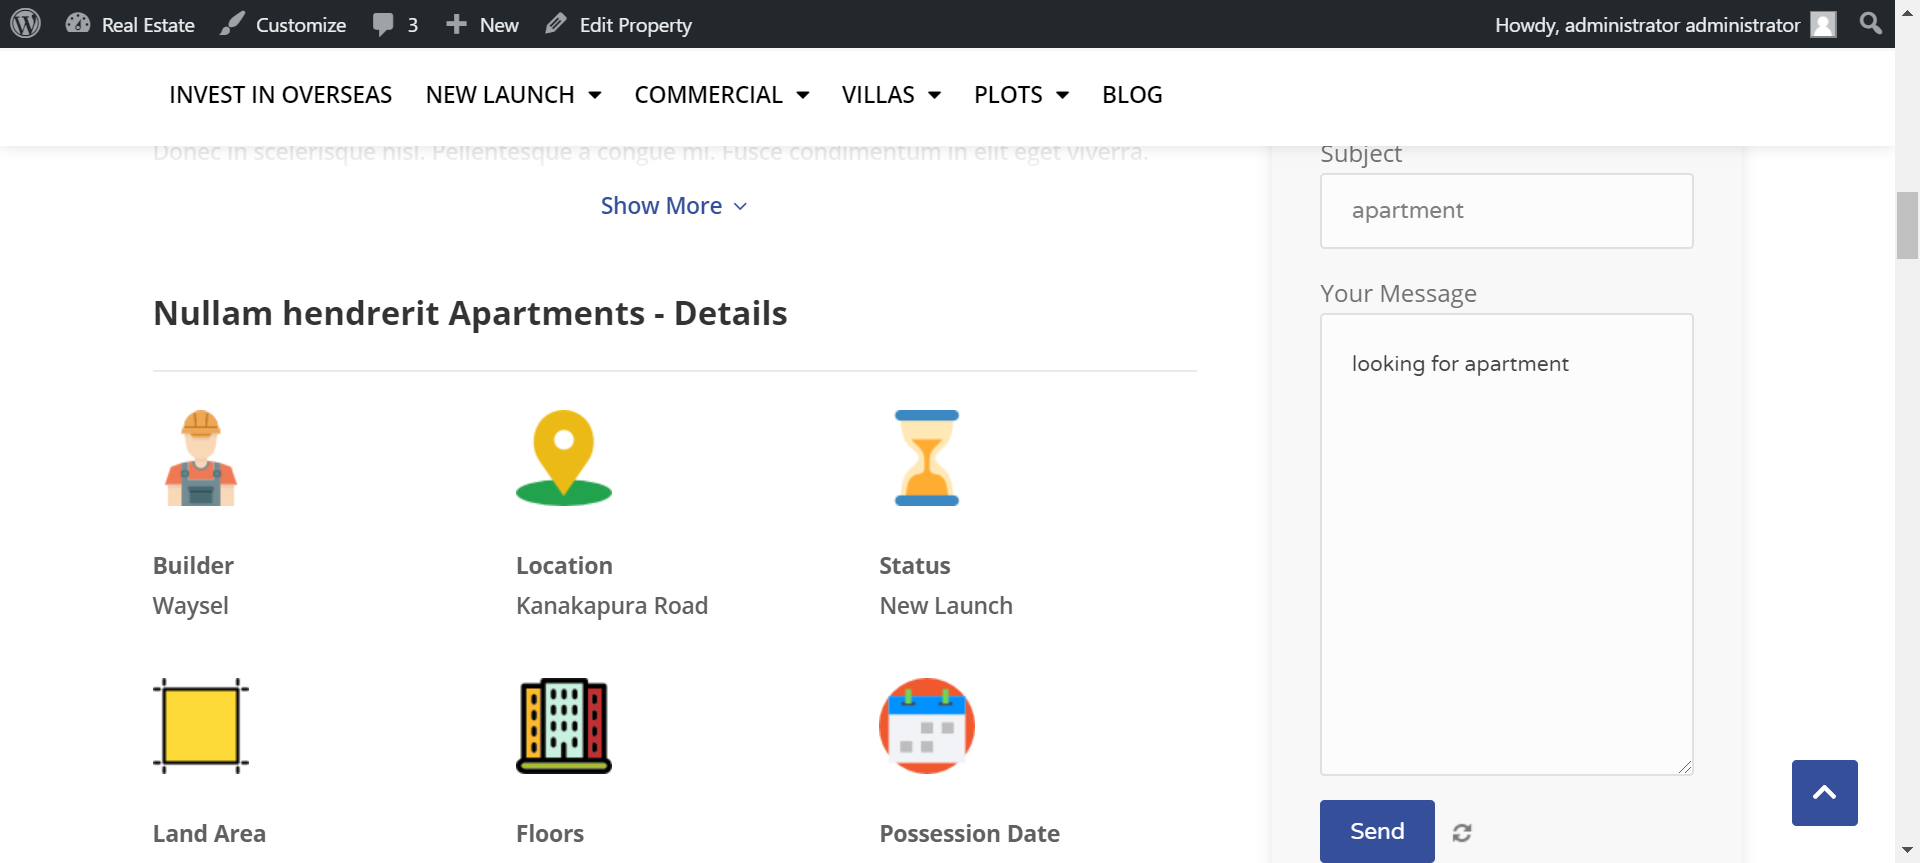 Real Estate Customize 3 New Edit Property Howdy, administrator administrator
INVEST IN OVERSEAS NEW LAUNCH COMMERCIAL VILLAS PLOTS BLOG
Donec in scelerisque nisl. Pellentesque a congue mi. Fusce condimentum in elit eget viverra.
Show More
Nullam hendrerit Apartments - Details
Builder Location Status
Waysel Kanakapura Road New Launch
Land Area Floors Possession Date
Subject
apartment
Your Message
looking for apartment
Send